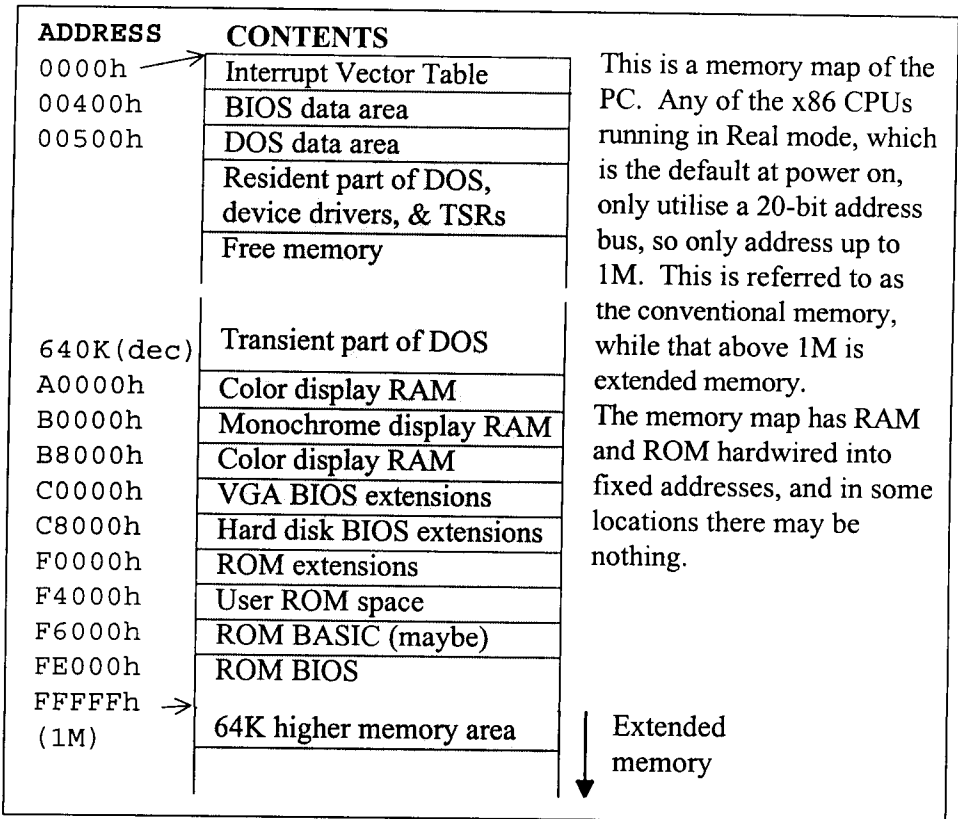 ADDRESS CONTENTS
0000h Interrupt Vector Table
00400h BIOS data area
00500h DOS data area
Resident part of DOS,
device drivers, & TSRs
Free memory
640K(dec) Transient part of DOS
A0000h Color display RAM
B0000h Monochrome display RAM
B8000h Color display RAM
C0000h VGA BIOS extensions
C8000h Hard disk BIOS extensions
F0000h ROM extensions
F4000h User ROM space
F6000h ROM BASIC (maybe)
FE000h ROM BIOS
FFFFFh
(1M) 64K higher memory area
This is a memory map of the
PC. Any of the x86 CPUs
running in Real mode, which
is the default at power on,
only utilise a 20-bit address
bus, so only address up to
1M. This is referred to as
the conventional memory,
while that above 1M is
extended memory.
The memory map has RAM
and ROM hardwired into
fixed addresses, and in some
locations there may be
nothing.
Extended
memory